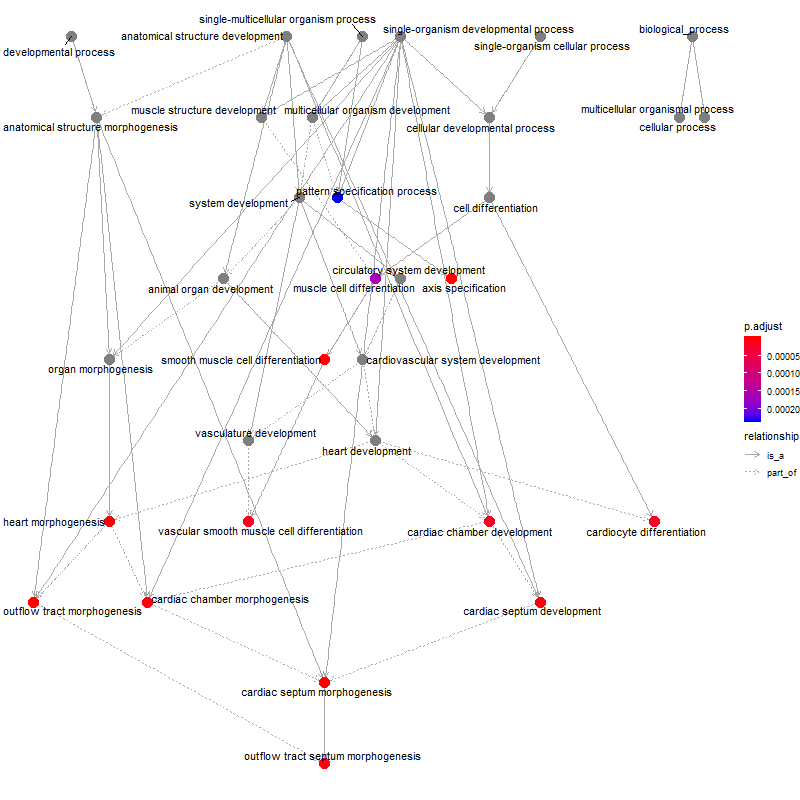 single-multicellular organism process
anatomical structure development
single-organism developmental process
biological_process
developmental process
single-organism cellular process
muscle structure development
multicellular organism development
multicellular organismal process
anatomical structure morphogenesis
cellular developmental process
cellular process
pattern specification process
system development
cell differentiation
circulatory system development
animal organ development
muscle cell differentiation
axis specification
p.adjust
0.00005
0.00010
0.00015
0.00020
smooth muscle cell differentiation
cardiovascular system development
organ morphogenesis
vasculature development
heart development
relationship
is_a
part_of
heart morphogenesis
vascular smooth muscle cell differentiation
cardiac chamber development
cardiocyte differentiation
cardiac chamber morphogenesis
outflow tract morphogenesis
cardiac septum development
cardiac septum morphogenesis
outflow tract septum morphogenesis